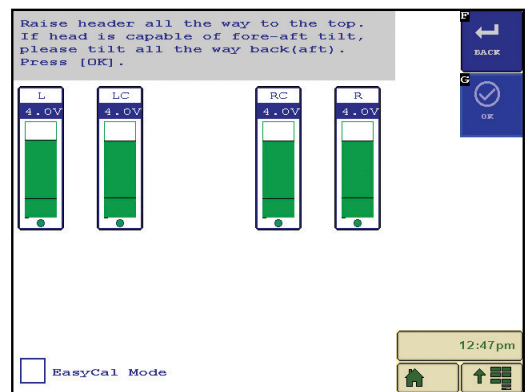 Raise header all the way to the top.
If head is capable of fore-aft tilt,
please tilt all the way back(aft).
Press [OK].
F
BACK
G
OK
L LC RC R
4.0V 4.0V 4.0V 4.0V
12:47pm
EasyCal Mode